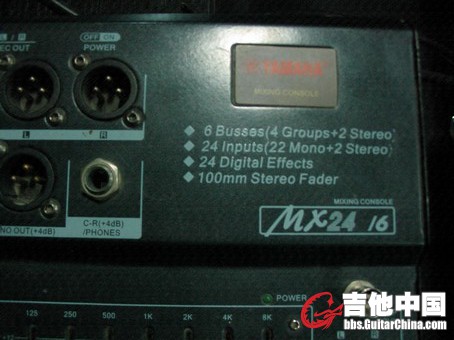 L / R
OFF ON
EC OUT
POWER
YAMAHA
MIXING CONSOLE
L
R
6 Busses(4 Groups+2 Stereo)
24 Inputs(22 Mono+2 Stereo)
24 Digital Effects
100mm Stereo Fader
NO OUT(+4dB)
C-R(+4dB)
/PHONES
MIXING CONSOLE
MX24 16
POWER
125 250 500 1K 2K 4K 8K
吉他中国
bbs.GuitarChina.com